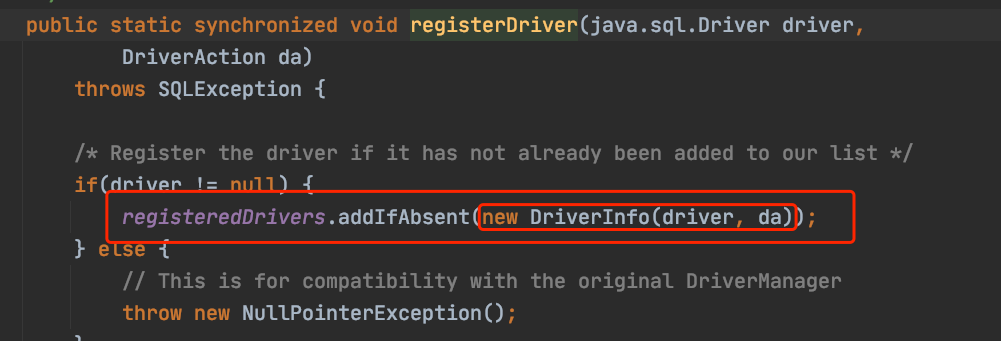 public static synchronized void registerDriver(java.sql.Driver driver,
DriverAction da)
throws SQLException {
/* Register the driver if it has not already been added to our list */
if(driver != null) {
registeredDrivers.addIfAbsent(new DriverInfo(driver, da));
} else {
// This is for compatibility with the original DriverManager
throw new NullPointerException();
}